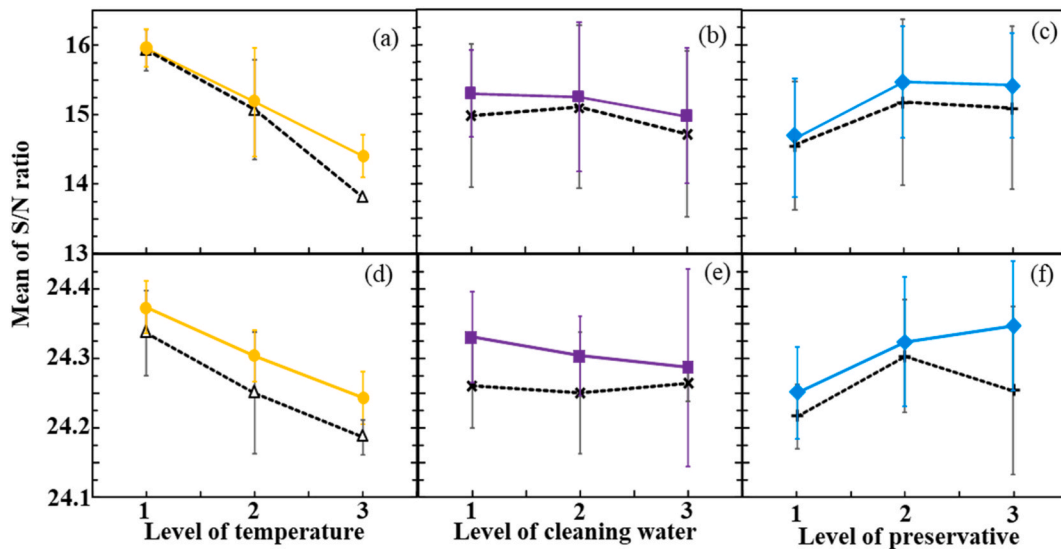 (a)
(b)
(c)
16
15
14
13
Mean of S/N ratio
(d)
(e)
(f)
24.4
24.3
24.2
24.1
1 2 3 1 2 3 1 2 3
Level of temperature Level of cleaning water Level of preservative